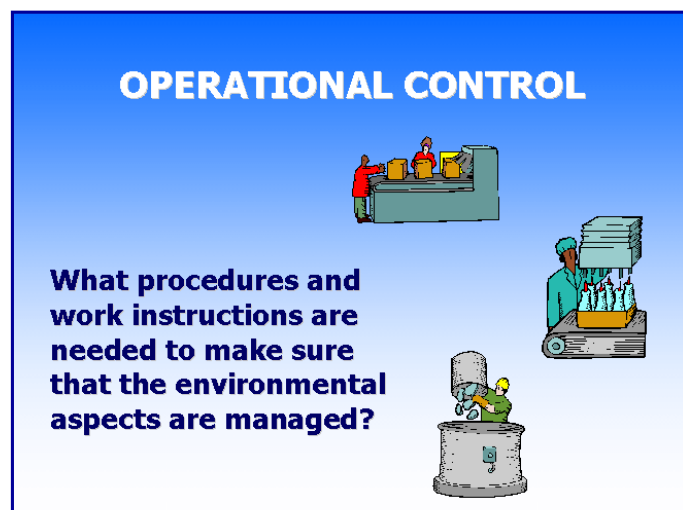 OPERATIONAL CONTROL
What procedures and
work instructions are
needed to make sure
that the environmental
aspects are managed?